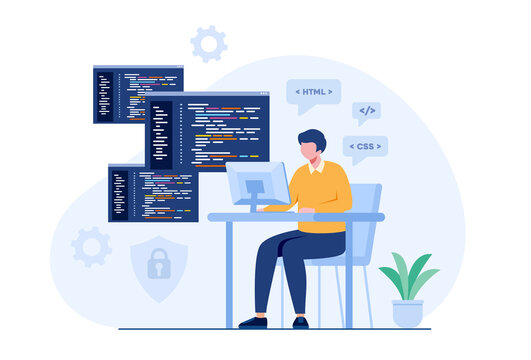 < HTML >
</>
< CSS >